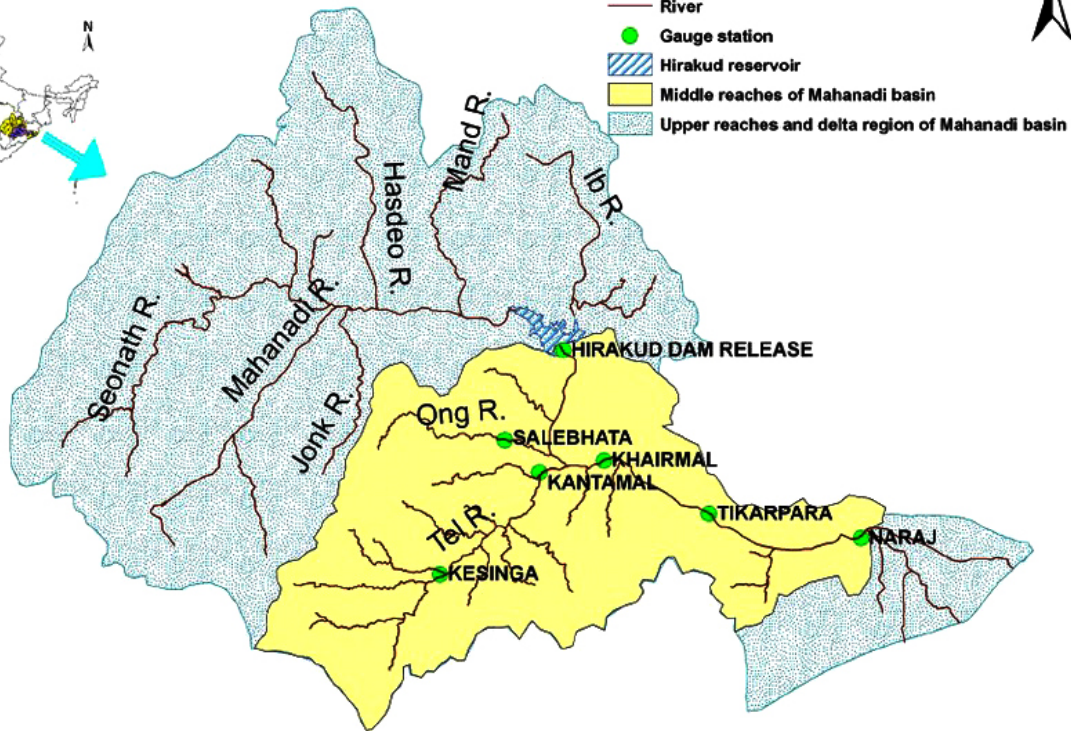 N
River
Gauge station
Hirakud reservoir
Middle reaches of Mahanadi basin
Upper reaches and delta region of Mahanadi basin
Mand R.
Hasdeo R.
Ib R.
Seonath R.
Mahanadi R.
Jonk R.
HIRAKUD DAM RELEASE
Ong R.
SALEBHATA
KHAIRMAL
KANTAMAL
Tel R.
TIKARPARA
NARAJ
KESINGA